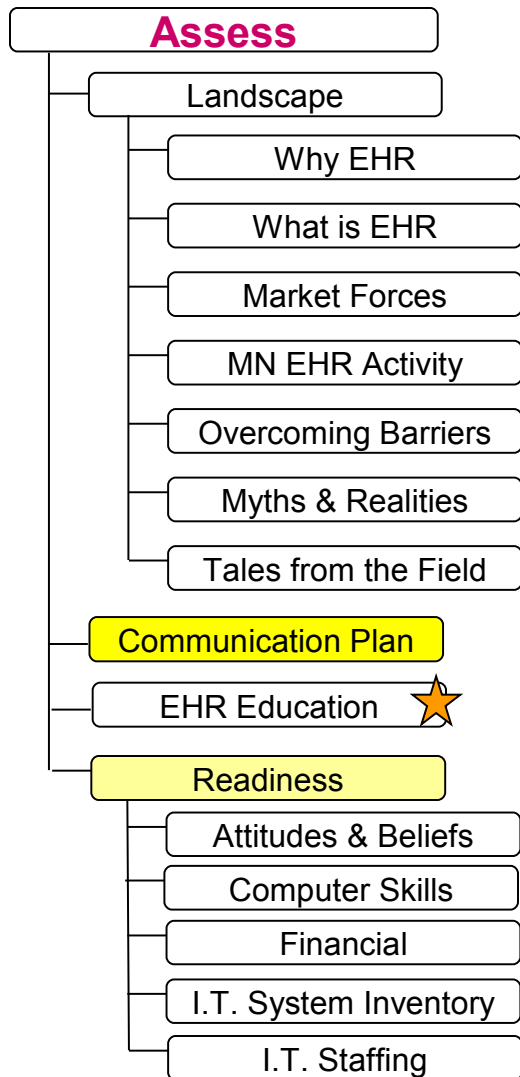 Assess
Landscape
Why EHR
What is EHR
Market Forces
MN EHR Activity
Overcoming Barriers
Myths & Realities
Tales from the Field
Communication Plan
EHR Education
Readiness
Attitudes & Beliefs
Computer Skills
Financial
I.T. System Inventory
I.T. Staffing